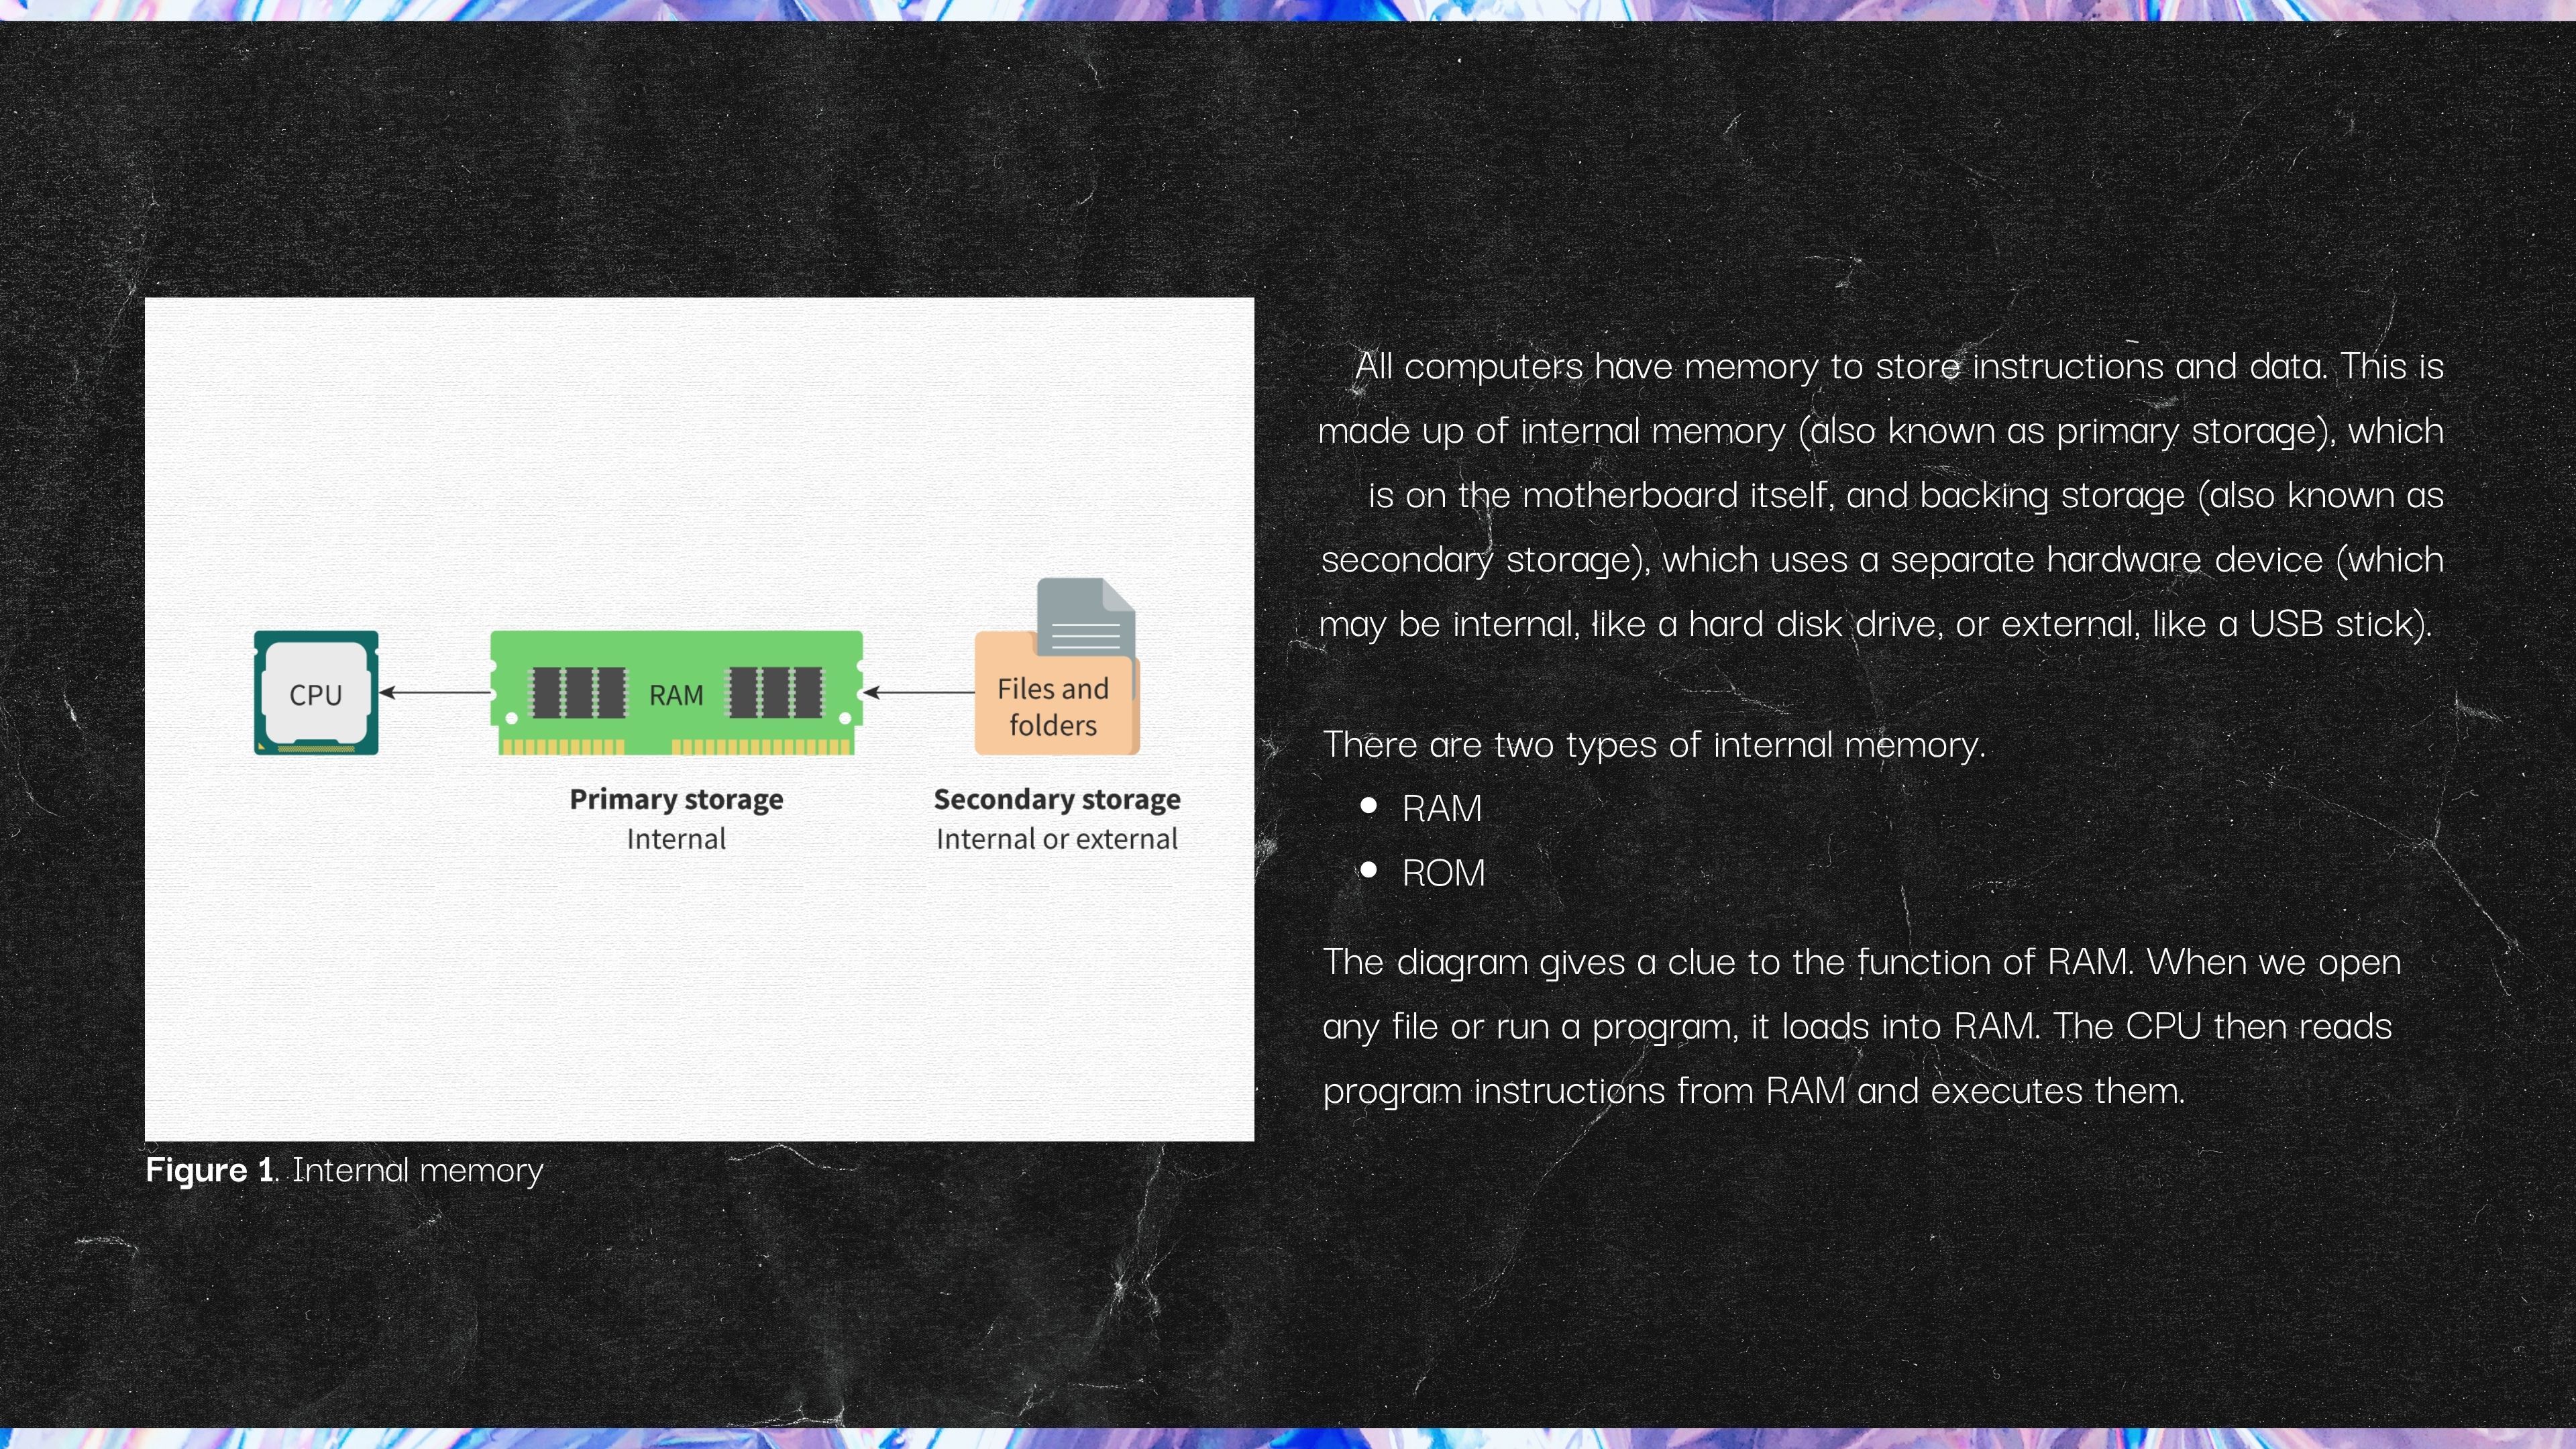 CPU
RAM
Files and
folders
Primary storage
Internal
Secondary storage
Internal or external
Figure 1. Internal memory
All computers have memory to store instructions and data. This is
made up of internal memory (also known as primary storage), which
is on the motherboard itself, and backing storage (also known as
secondary storage), which uses a separate hardware device (which
may be internal, like a hard disk drive, or external, like a USB stick).
There are two types of internal memory.
• RAM
• ROM
The diagram gives a clue to the function of RAM. When we open
any file or run a program, it loads into RAM. The CPU then reads
program instructions from RAM and executes them.